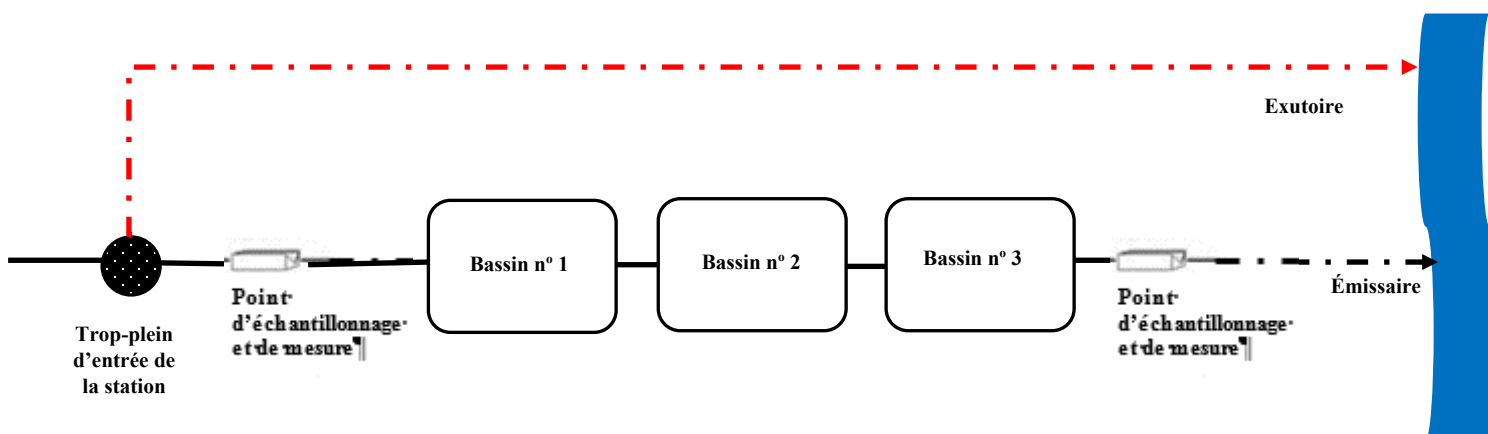 Exutoire
Bassin nº 1
Bassin nº 2
Bassin nº 3
Émissaire
Point·
d'échantillonnage·
et·de·mesure¶
Point·
d'échantillonnage·
et·de·mesure¶
Trop-plein
d'entrée de
la station